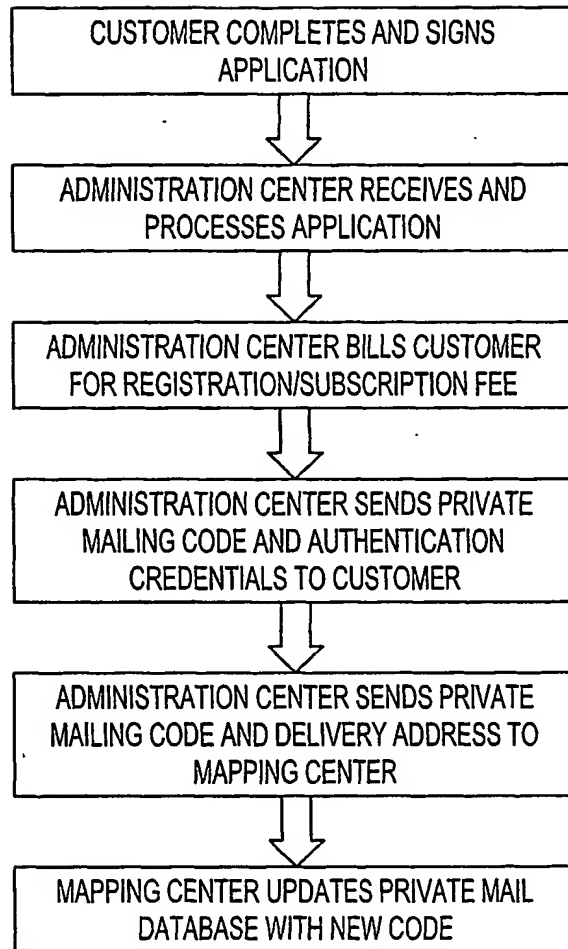 CUSTOMER COMPLETES AND SIGNS
APPLICATION
ADMINISTRATION CENTER RECEIVES AND
PROCESSES APPLICATION
ADMINISTRATION CENTER BILLS CUSTOMER
FOR REGISTRATION/SUBSCRIPTION FEE
ADMINISTRATION CENTER SENDS PRIVATE
MAILING CODE AND AUTHENTICATION
CREDENTIALS TO CUSTOMER
ADMINISTRATION CENTER SENDS PRIVATE
MAILING CODE AND DELIVERY ADDRESS TO
MAPPING CENTER
MAPPING CENTER UPDATES PRIVATE MAIL
DATABASE WITH NEW CODE